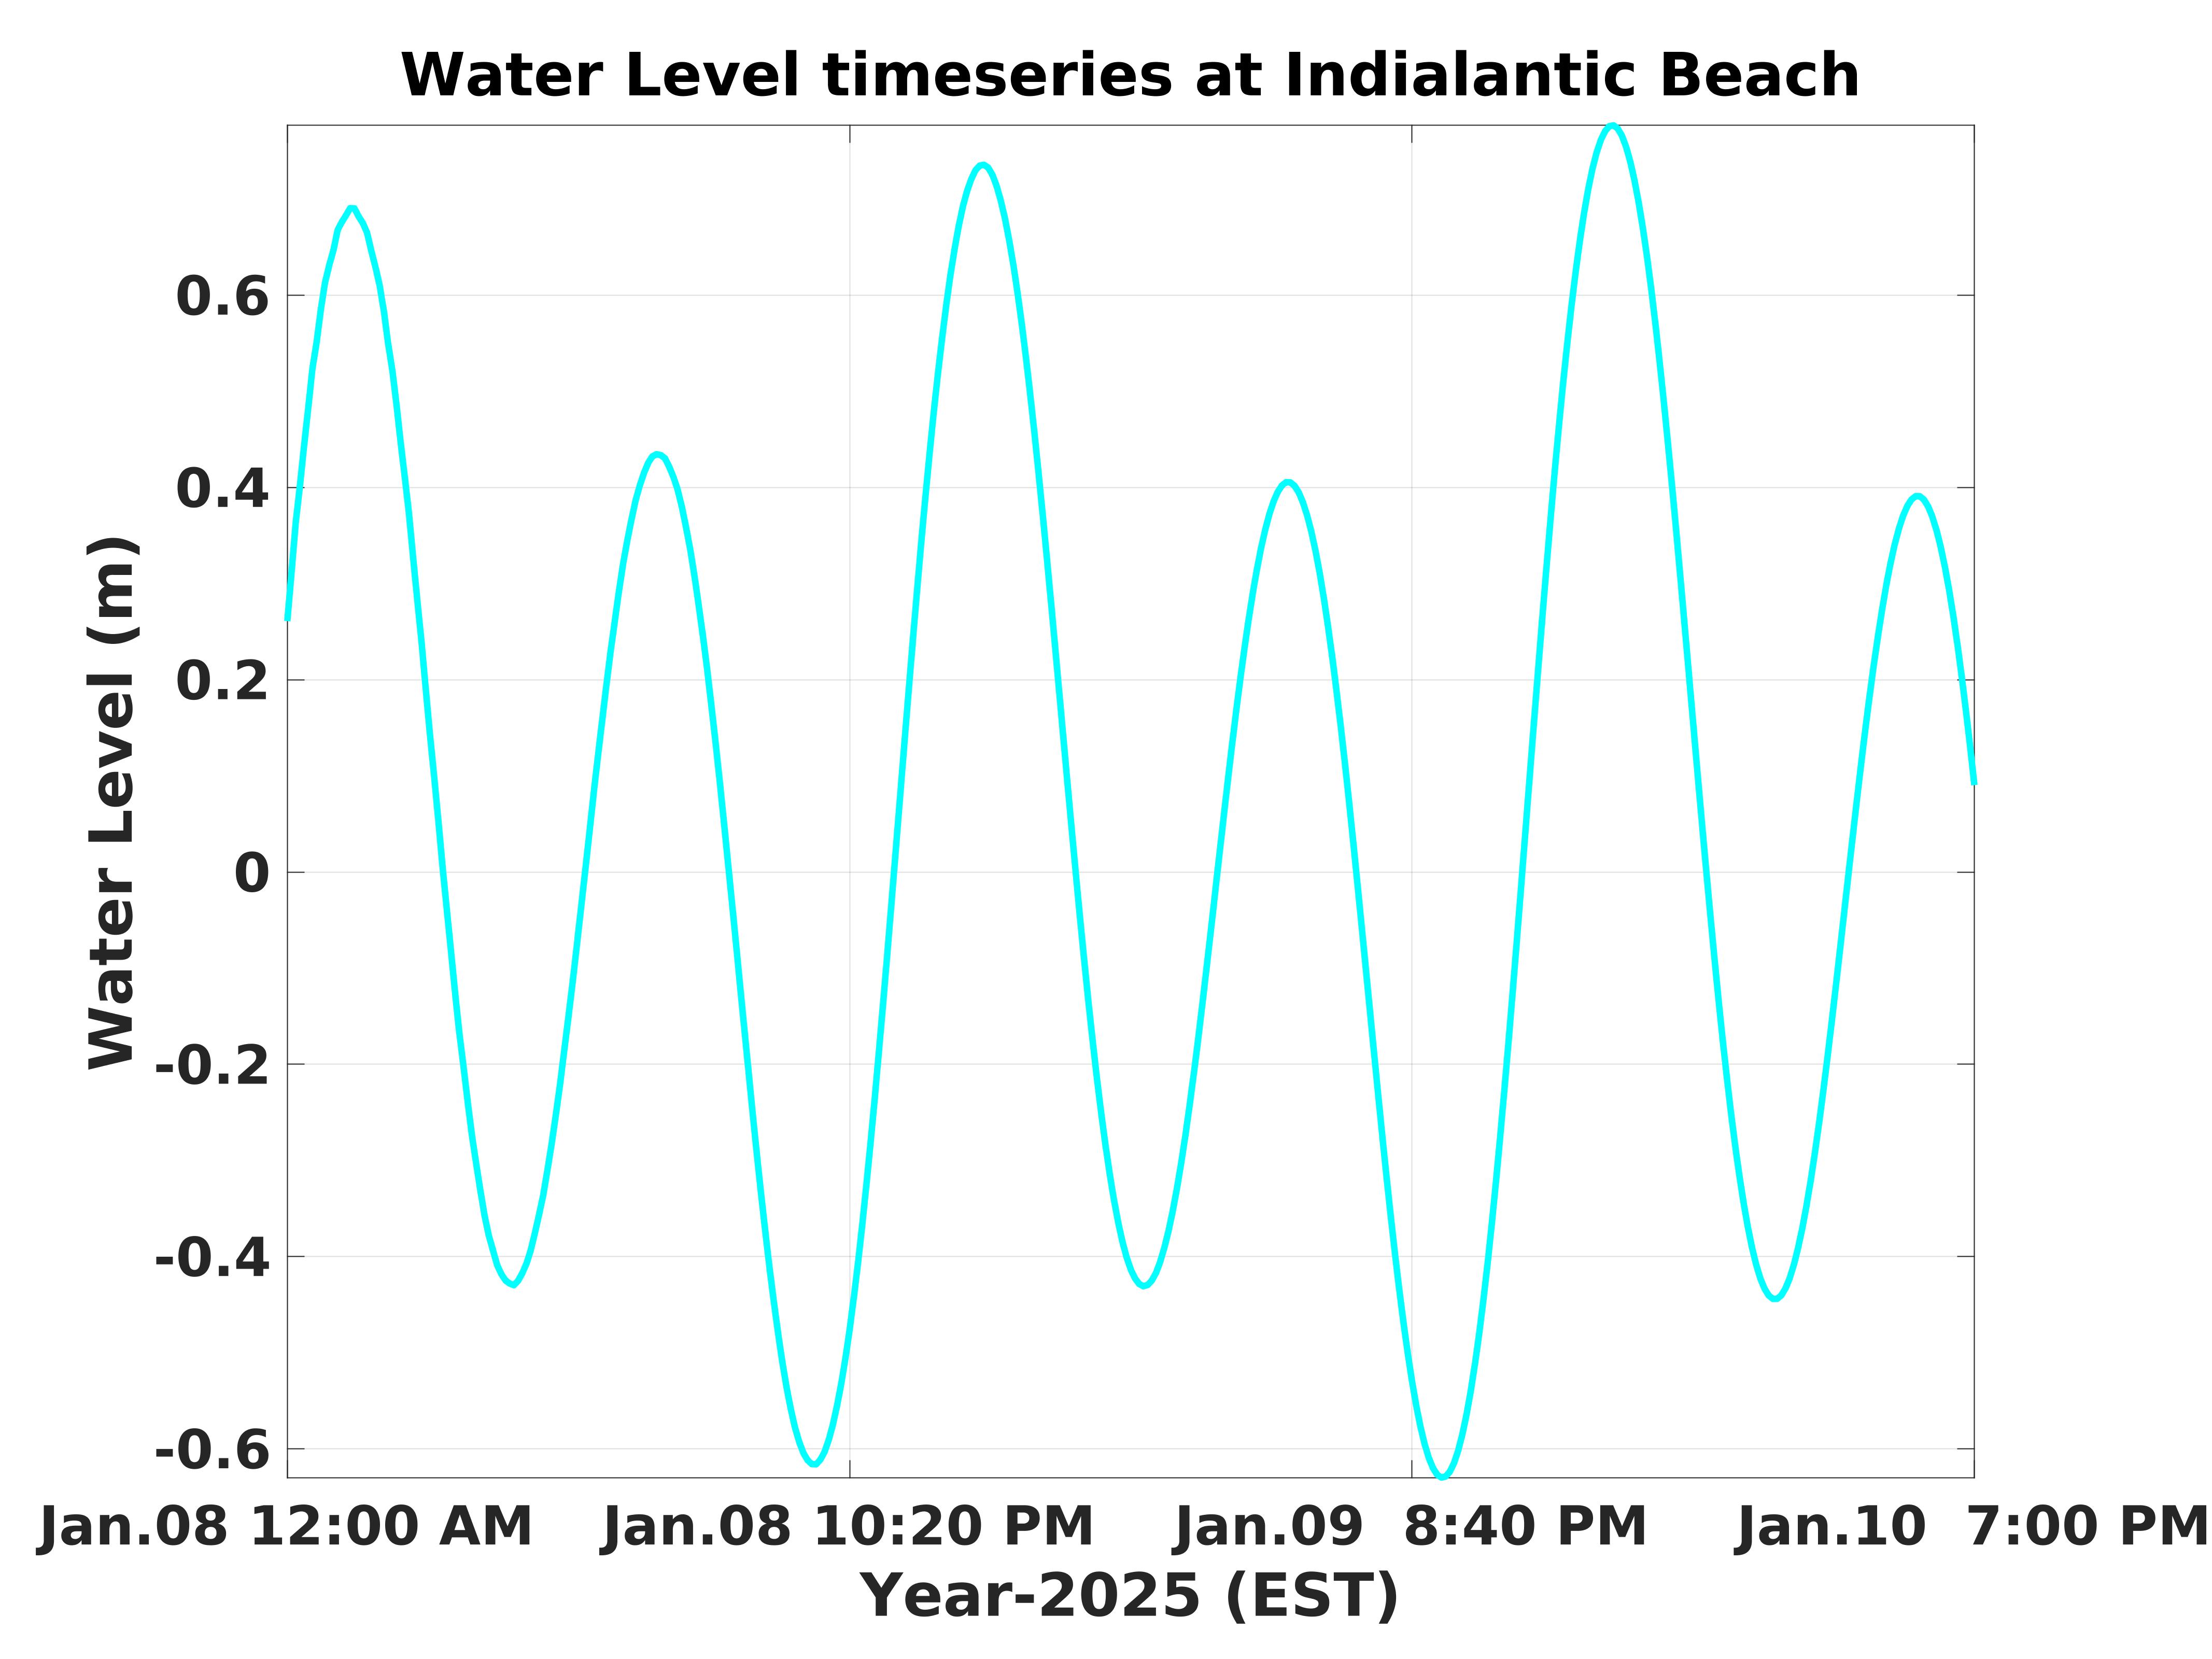 Water Level timeseries at Indialantic Beach
Water Level (m)
0.6
0.4
0.2
0
-0.2
-0.4
-0.6
Jan.08 12:00 AM
Jan.08 10:20 PM
Jan.09  8:40 PM
Jan.10  7:00 PM
Year-2025 (EST)